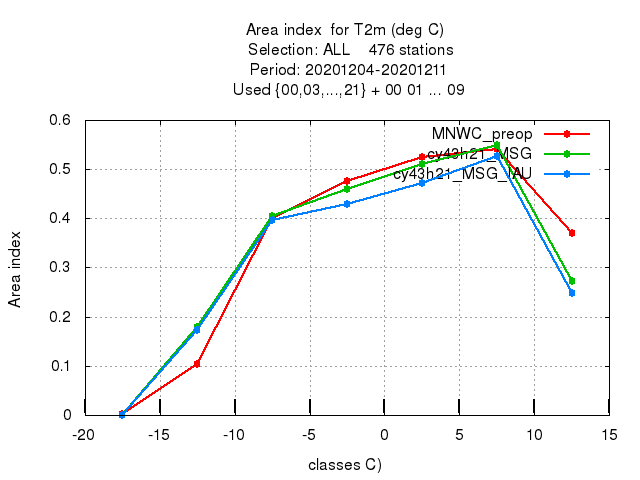 Area index  for T2m (deg C)
Selection: ALL    476 stations
Period: 20201204-20201211
Used {00,03,...,21} + 00 01 ... 09
MNWC_preop
cy43h21_MSG
cy43h21_MSG_IAU
Area index
0.6
0.5
0.4
0.3
0.2
0.1
0
-20 -15 -10 -5 0 5 10 15
classes C)